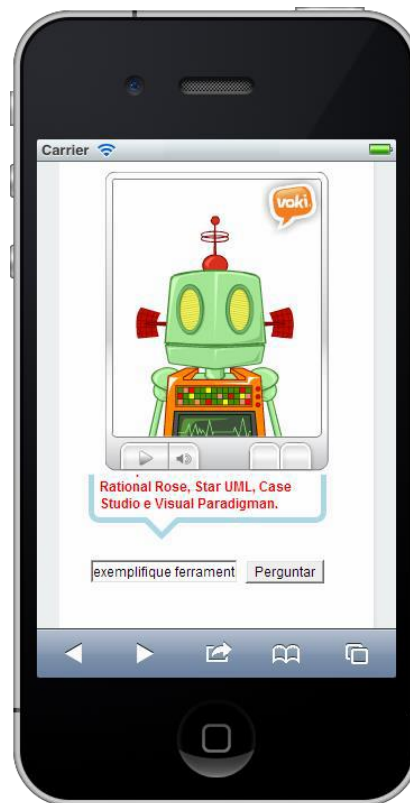 Carrier
voki
Rational Rose, Star UML, Case
Studio e Visual Paradigman.
exemplifique ferrament
Perguntar